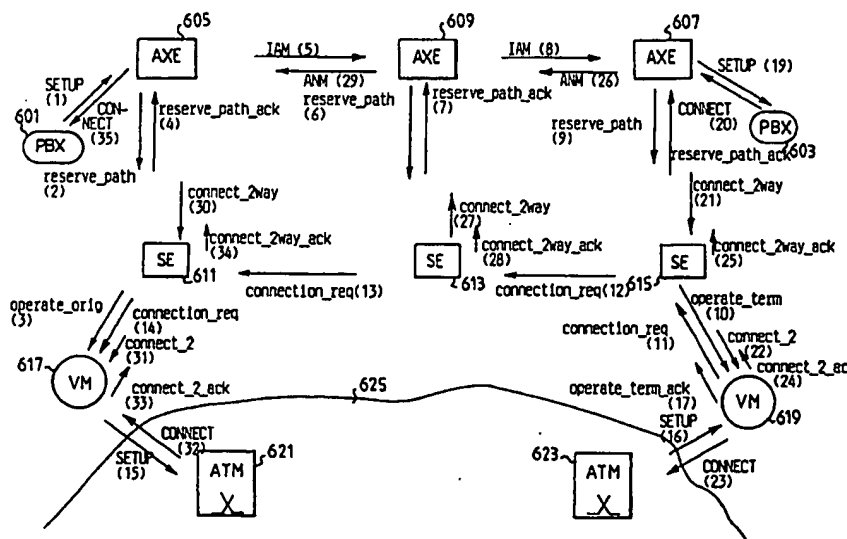 605
609
607
AXE
IAM (5)
AXE
IAM (8)
AXE
SETUP
(1)
ANM (29)
ANM (26)
SETUP (19)
601
CON-
NECT
(35)
reserve_path_ack
(4)
reserve_path
(6)
reserve_path_ack
(7)
CONNECT
(20)
PBX
PBX
603
reserve_path
(2)
reserve_path
(9)
reserve_path_ack
connect_2way
(30)
connect_2way
(27)
connect_2way
(21)
connect_2way_ack
(34)
connect_2way_ack
(28)
connect_2way_ack
(25)
SE
611
SE
613
615
SE
connection_req(13)
connection_req(12)
operate_orig
(3)
connection_req
(14)
connect_2
(31)
operate_term
(10)
connection_req
(11)
connect_2
(22)
connect_2_ac
(24)
617
VM
connect_2_ack
(33)
625
operate_term_ack
(17)
VM
619
SETUP
(16)
CONNECT
(32)
SETUP
(15)
621
ATM
623
ATM
CONNECT
(23)